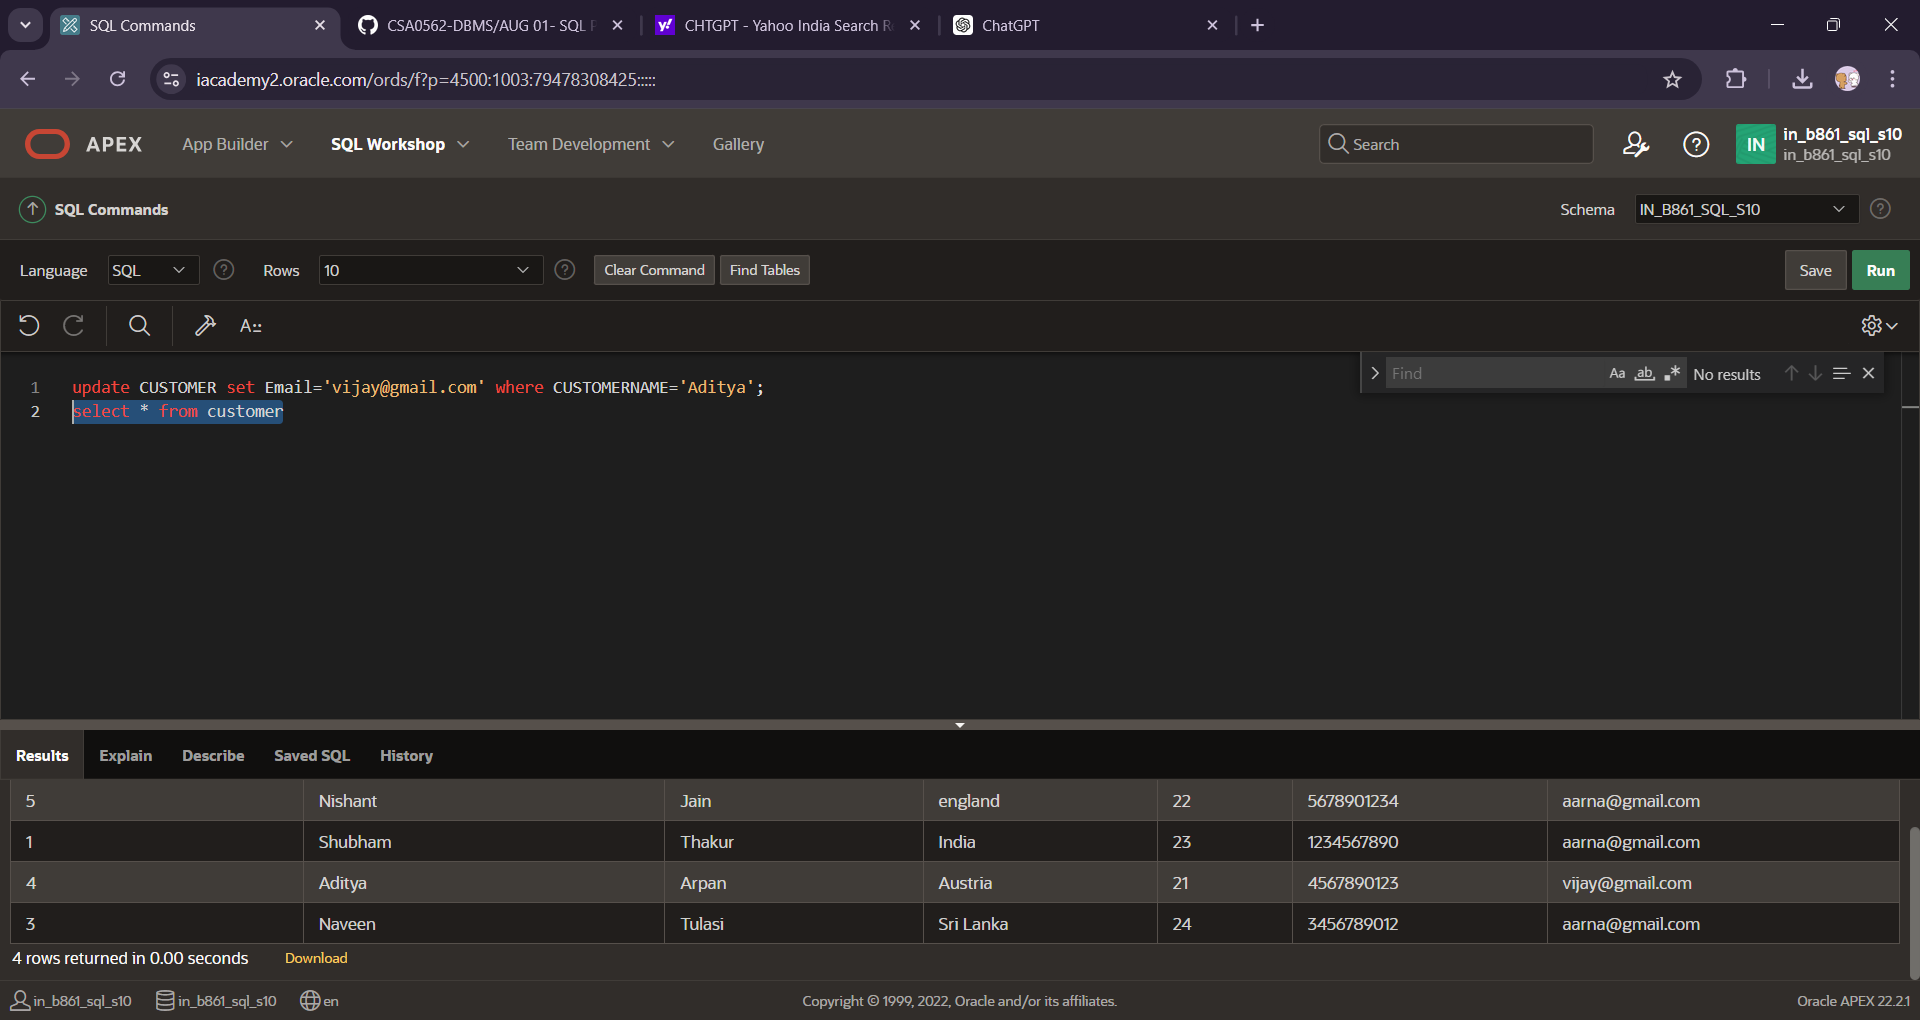 SQL Commands
CSA0562-DBMS/AUG 01- SQL P
CHTGPT - Yahoo India Search R
ChatGPT
iacademy2.oracle.com/ords/f?p=4500:1003:79478308425:::::
APEX
App Builder
SQL Workshop
Team Development
Gallery
Search
IN
in_b861_sql_s10
in_b861_sql_s10
SQL Commands
Schema
IN_B861_SQL_S10
Language
SQL
Rows
10
Clear Command
Find Tables
Save
Run
A::
1 update CUSTOMER set Email='vijay@gmail.com' where CUSTOMERNAME='Aditya';
2 select * from customer
Find
Aa
ab
No results
Results
Explain
Describe
Saved SQL
History
5 Nishant Jain england 22 5678901234 aarna@gmail.com
1 Shubham Thakur India 23 1234567890 aarna@gmail.com
4 Aditya Arpan Austria 21 4567890123 vijay@gmail.com
3 Naveen Tulasi Sri Lanka 24 3456789012 aarna@gmail.com
4 rows returned in 0.00 seconds
Download
in_b861_sql_s10
in_b861_sql_s10
en
Copyright © 1999, 2022, Oracle and/or its affiliates.
Oracle APEX 22.2.1